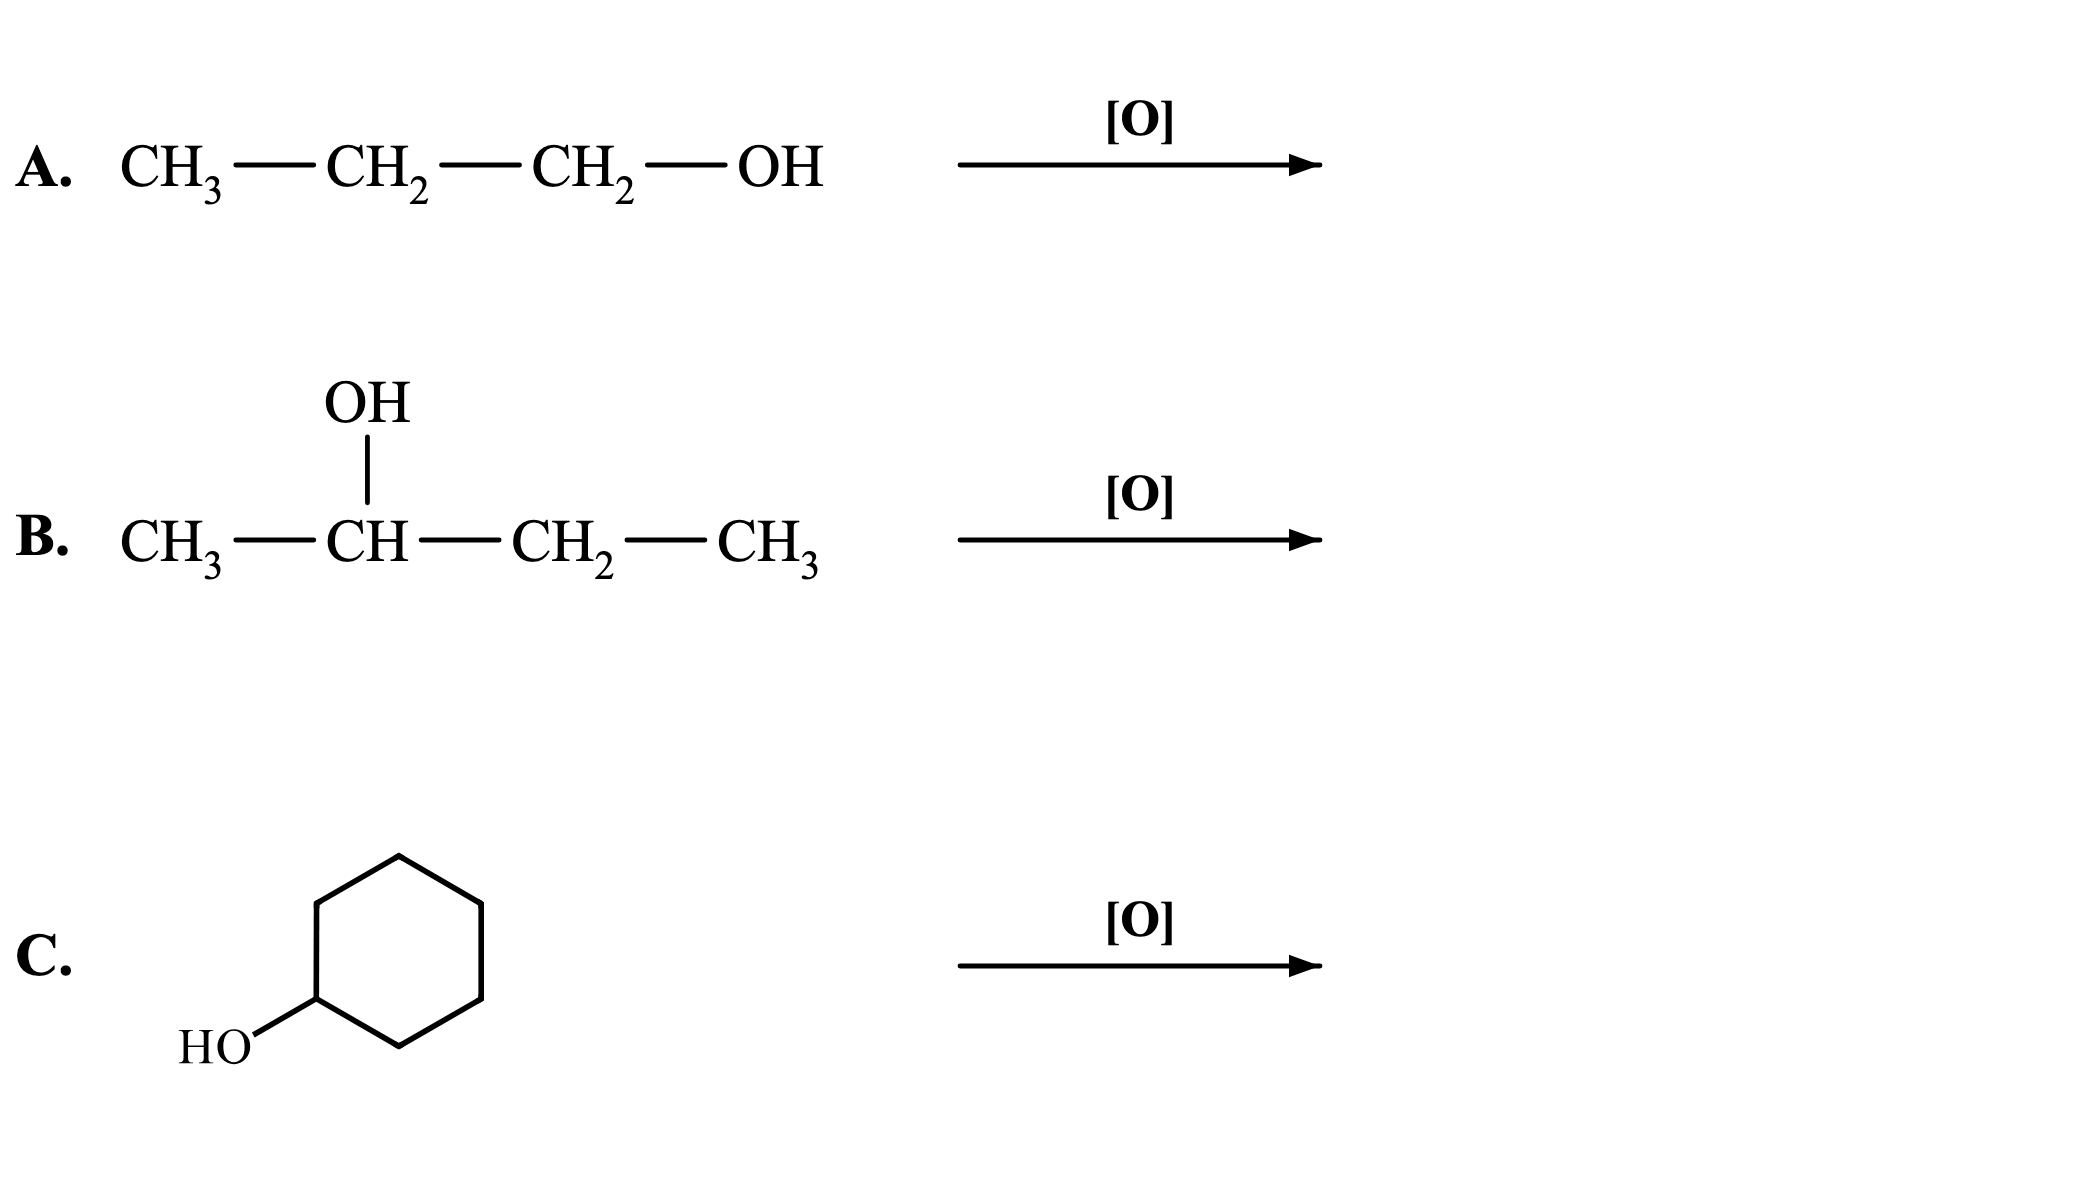 [O]
A. CH₃—CH₂—CH₂—OH
OH
[O]
B. CH₃—CH—CH₂—CH₃
[O]
C.
HO